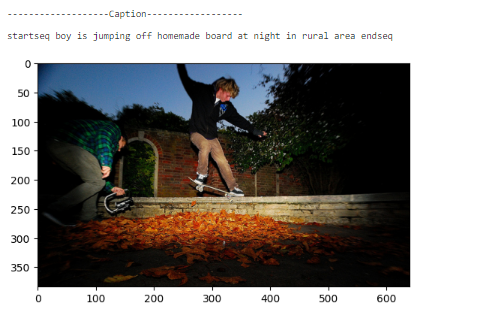 ------------------Caption-----------------
startseq boy is jumping off homemade board at night in rural area endseq
0
50
100
150
200
250
300
350
0 100 200 300 400 500 600